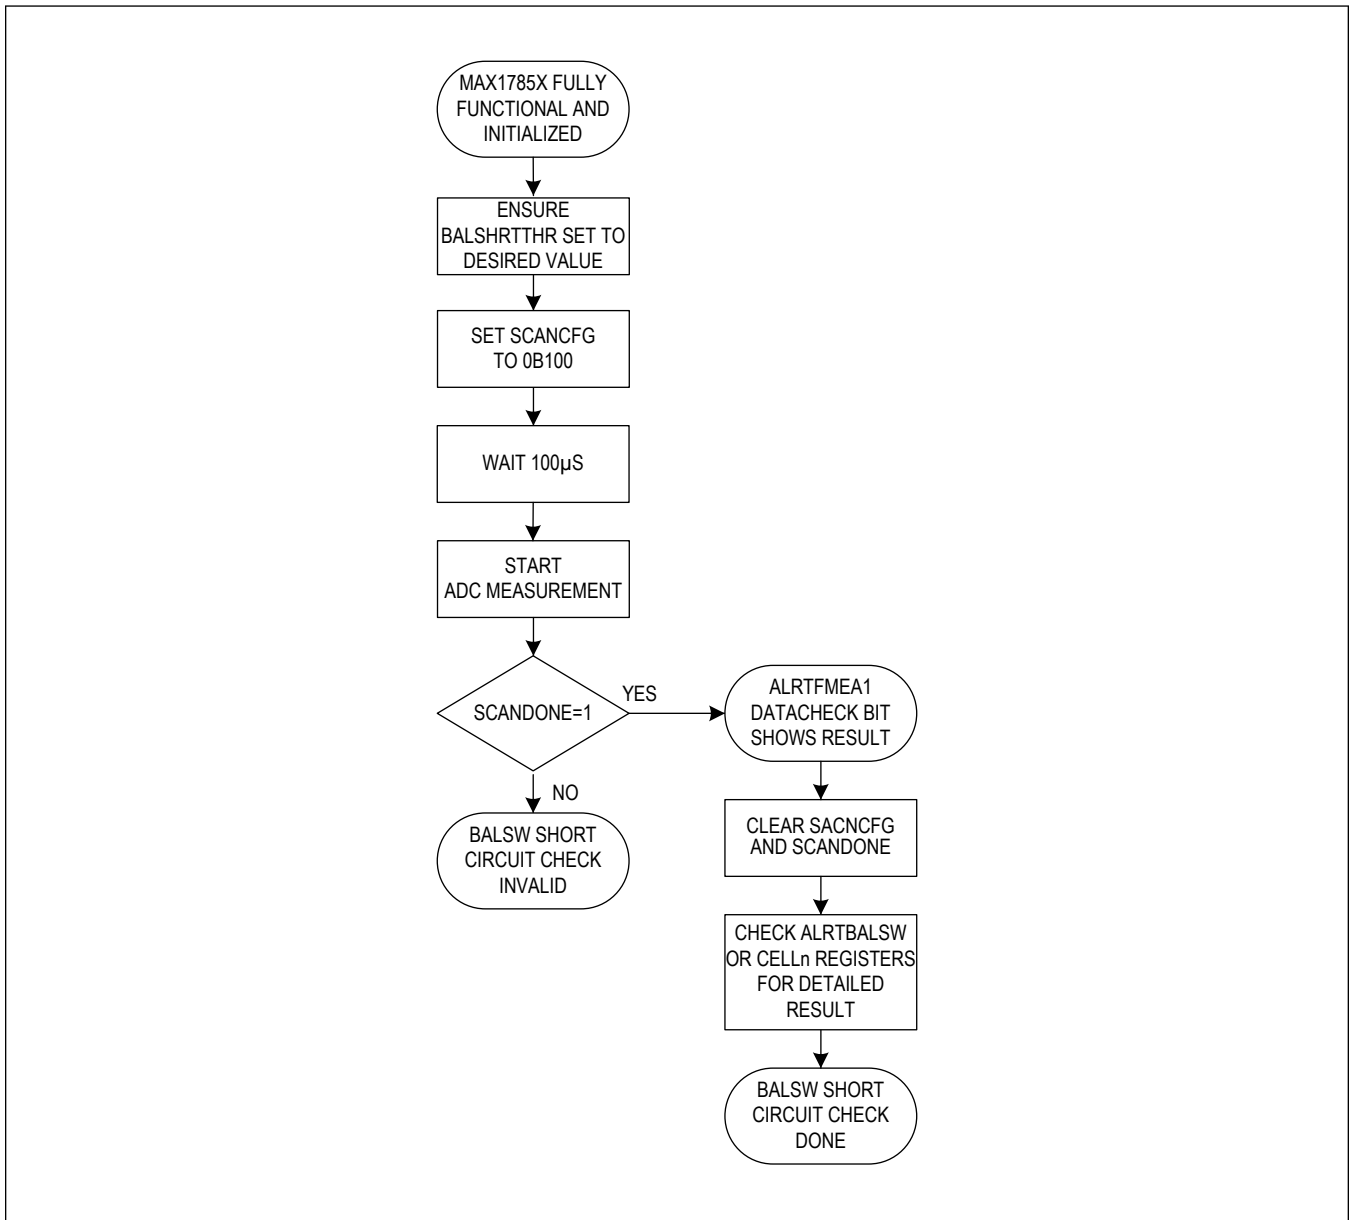 MAX1785X FULLY
FUNCTIONAL AND
INITIALIZED
ENSURE
BALSHRTTHR SET TO
DESIRED VALUE
SET SCANCFG
TO 0B100
WAIT 100µS
START
ADC MEASUREMENT
SCANDONE=1
YES
NO
BALSW SHORT
CIRCUIT CHECK
INVALID
ALRTFMEA1
DATACHECK BIT
SHOWS RESULT
CLEAR SACNCFG
AND SCANDONE
CHECK ALRTBALSW
OR CELLn REGISTERS
FOR DETAILED
RESULT
BALSW SHORT
CIRCUIT CHECK
DONE